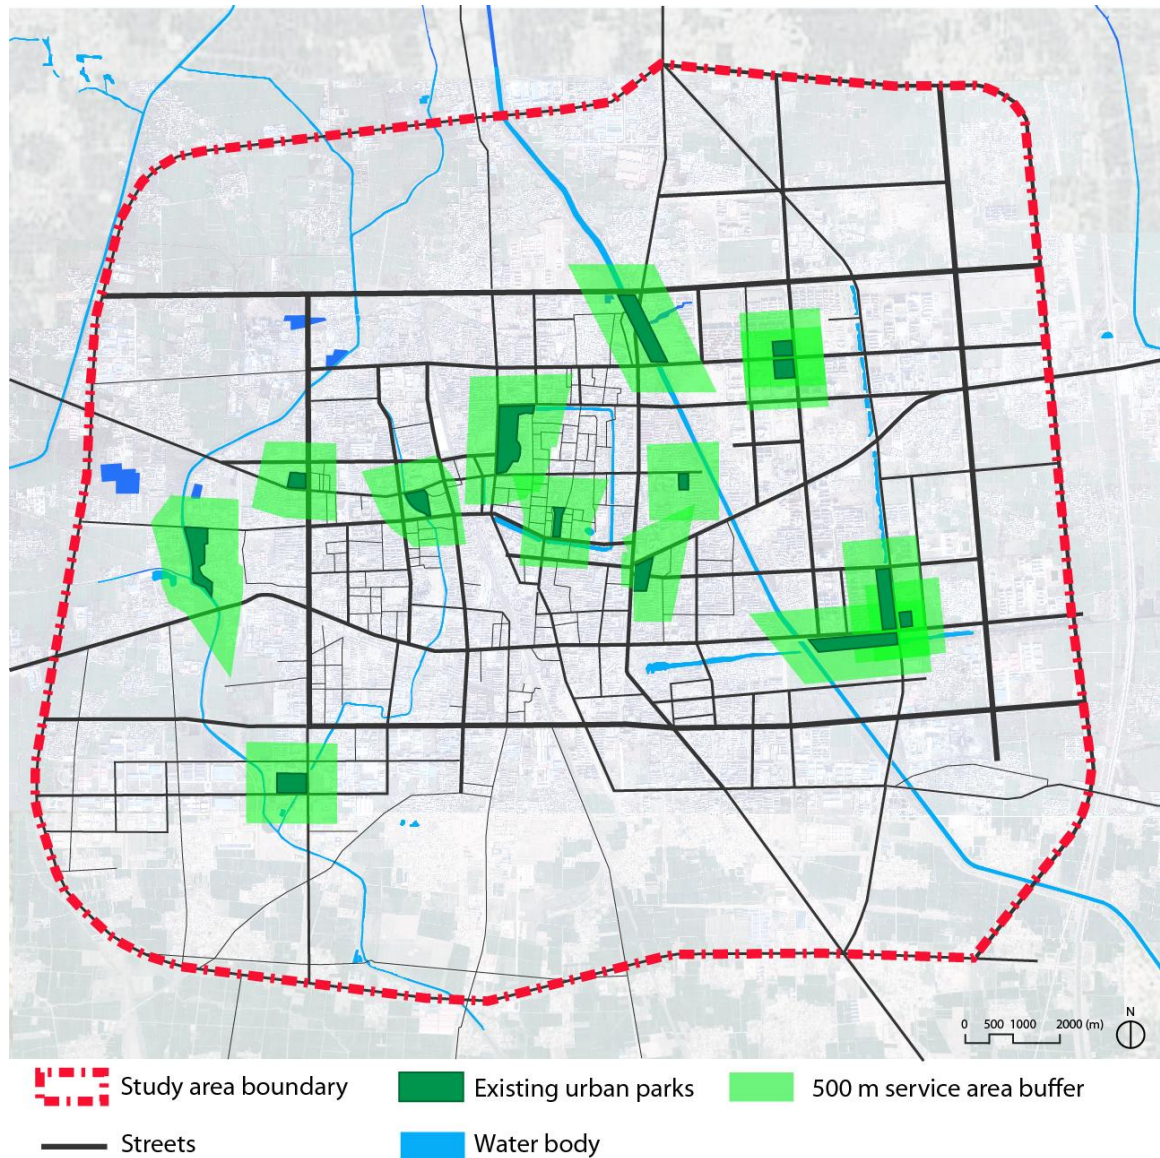 N
0 500 1000 2000 (m)
Study area boundary Existing urban parks 500 m service area buffer
Streets Water body